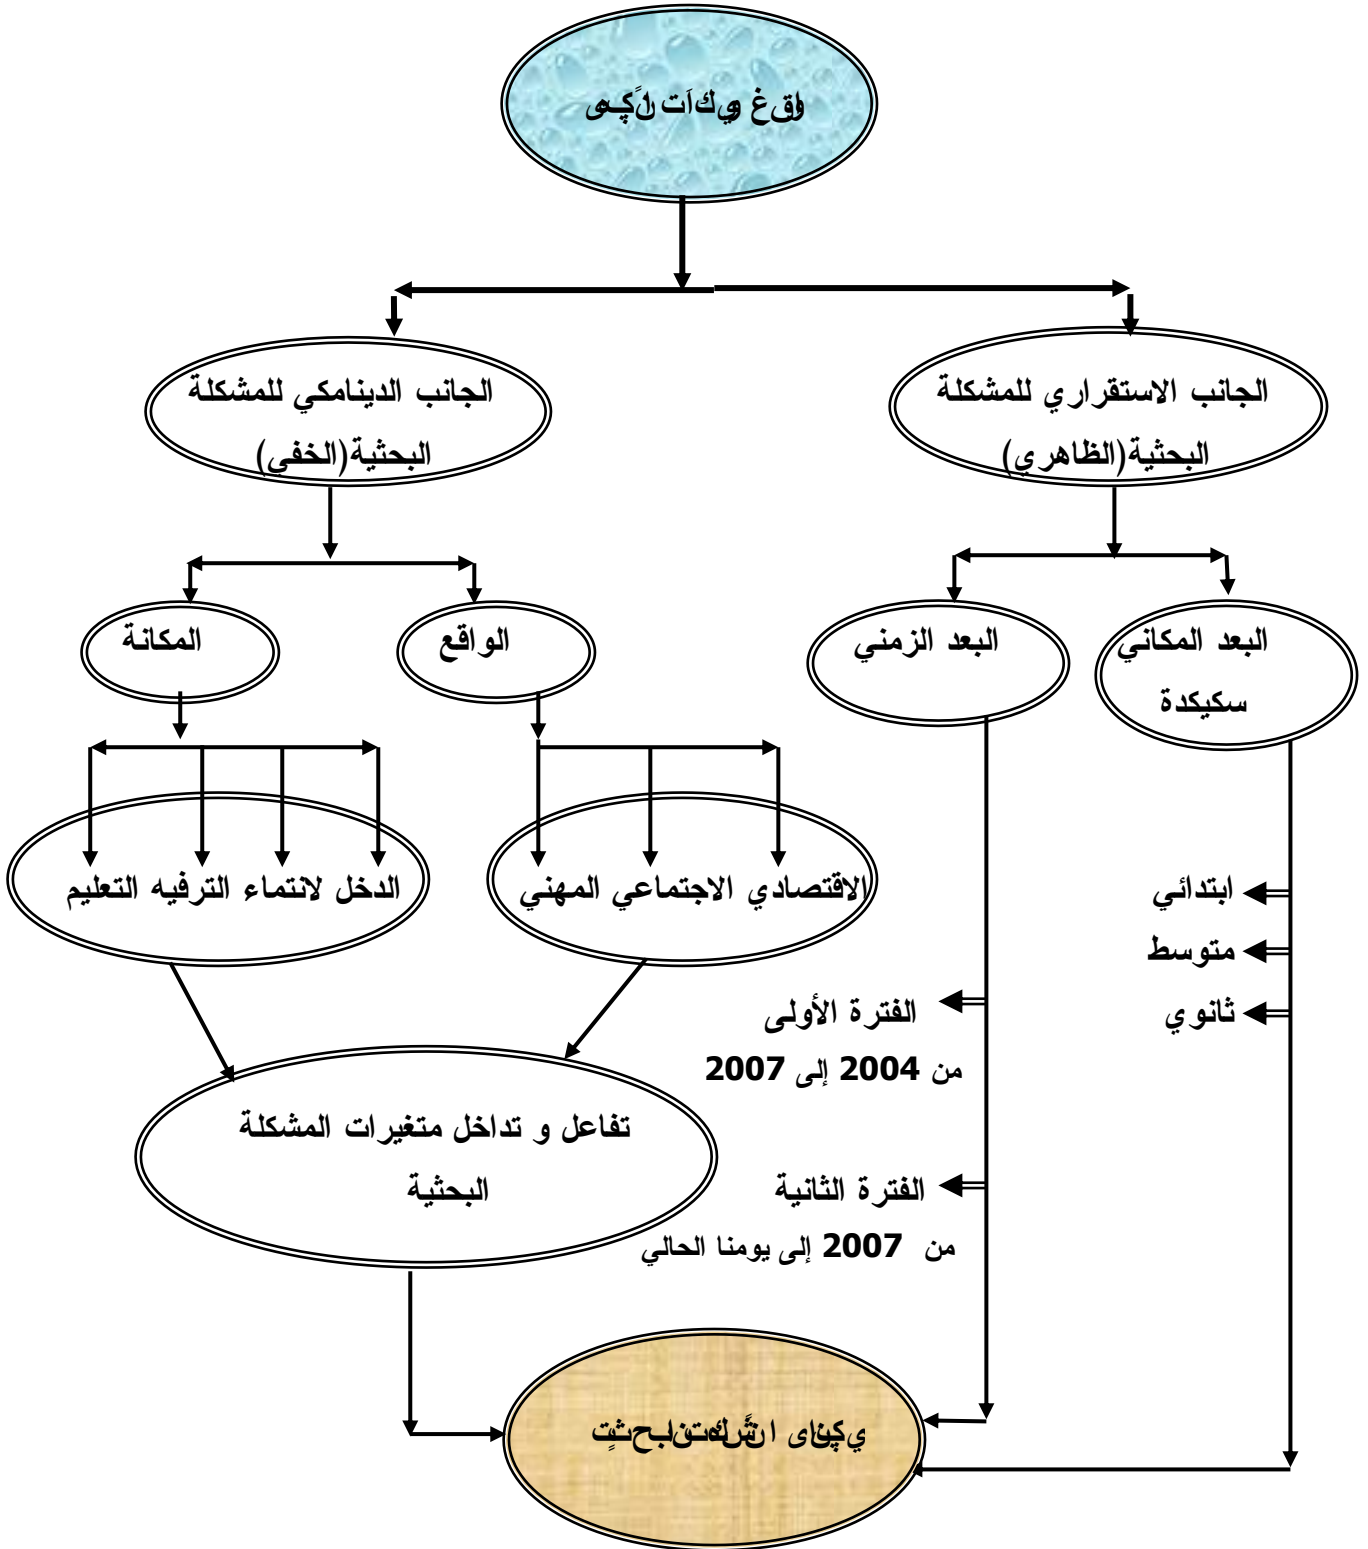 الجانب الاستقراري للمشكلة
البحثية(الظاهري)
الجانب الدينامكي للمشكلة
البحثية(الخفي)
البعد المكاني
سكيكدة
البعد الزمني
الواقع
المكانة
الاقتصادي الاجتماعي المهني
الدخل لانتماء الترفيه التعليم
ابتدائي
متوسط
ثانوي
الفترة الأولى
من 2004 إلى 2007
الفترة الثانية
من 2007 إلى يومنا الحالي
تفاعل و تداخل متغيرات المشكلة
البحثية